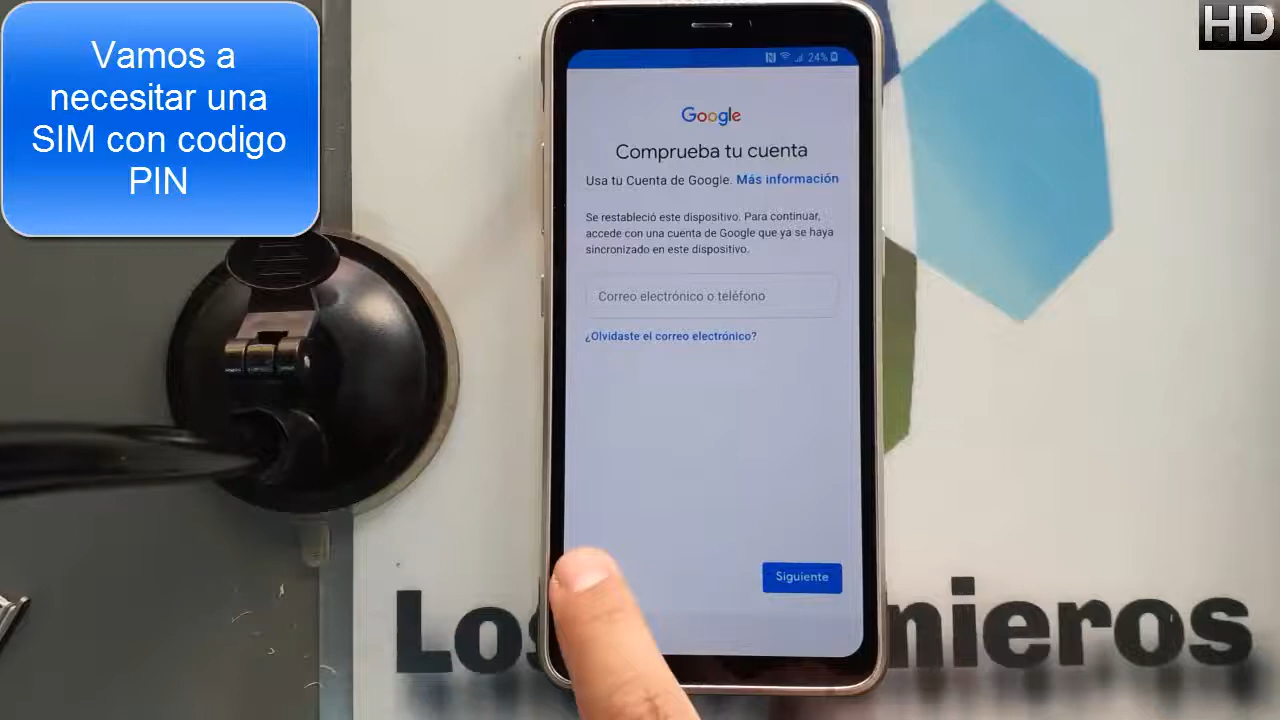 Vamos a
necesitar una
SIM con codigo
PIN
HD
24%
Google
Comprueba tu cuenta
Usa tu Cuenta de Google. Más información
Se restableció este dispositivo. Para continuar,
accede con una cuenta de Google que ya se haya
sincronizado en este dispositivo.
Correo electrónico o teléfono
¿Olvidaste el correo electrónico?
Siguiente
Los nieros